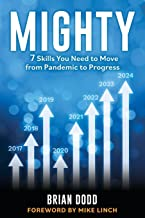 MIGHTY
7 Skills You Need to Move
from Pandemic to Progress
2017
2018
2019
2020
2021
2022
2023
2024
BRIAN DODD
FOREWORD BY MIKE LINCH